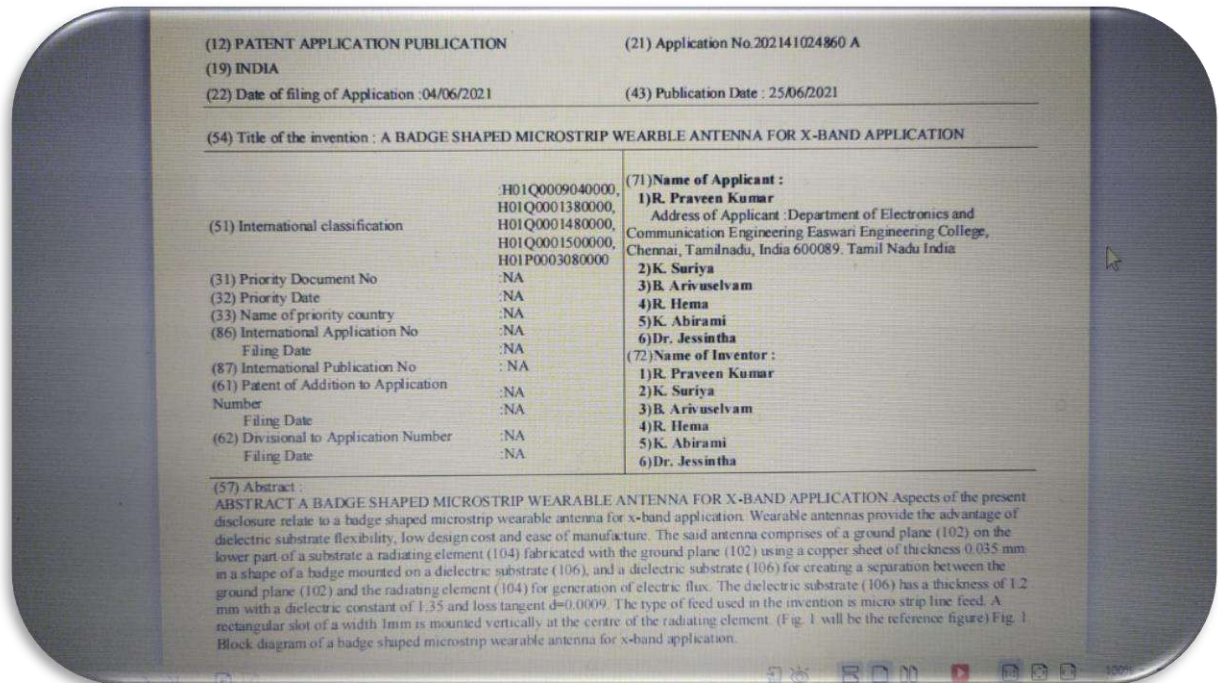 (12) PATENT APPLICATION PUBLICATION
(21) Application No.202141024860 A
(19) INDIA
(22) Date of filing of Application :04/06/2021
(43) Publication Date : 25/06/2021
(54) Title of the invention : A BADGE SHAPED MICROSTRIP WEARBLE ANTENNA FOR X-BAND APPLICATION
(51) International classification
:H01Q0009040000,
H01Q0001380000,
H01Q0001480000,
H01Q0001500000,
H01P0003080000
(31) Priority Document No :NA
(32) Priority Date :NA
(33) Name of priority country :NA
(86) International Application No :NA
Filing Date :NA
(87) International Publication No : NA
(61) Patent of Addition to Application :NA
Number
:NA
Filing Date
(62) Divisional to Application Number :NA
Filing Date :NA
(71)Name of Applicant :
1)R. Praveen Kumar
Address of Applicant :Department of Electronics and
Communication Engineering Easwari Engineering College,
Chennai, Tamilnadu, India 600089. Tamil Nadu India
2)K. Suriya
3)B. Arivuselvam
4)R. Hema
5)K. Abirami
6)Dr. Jessintha
(72)Name of Inventor :
1)R. Praveen Kumar
2)K. Suriya
3)B. Arivuselvam
4)R. Hema
5)K. Abirami
6)Dr. Jessintha
(57) Abstract :
ABSTRACT A BADGE SHAPED MICROSTRIP WEARABLE ANTENNA FOR X-BAND APPLICATION Aspects of the present
disclosure relate to a badge shaped microstrip wearable antenna for x-band application. Wearable antennas provide the advantage of
dielectric substrate flexibility, low design cost and ease of manufacture. The said antenna comprises of a ground plane (102) on the
lower part of a substrate a radiating element (104) fabricated with the ground plane (102) using a copper sheet of thickness 0.035 mm
in a shape of a badge mounted on a dielectric substrate (106), and a dielectric substrate (106) for creating a separation between the
ground plane (102) and the radiating element (104) for generation of electric flux. The dielectric substrate (106) has a thickness of 1.2
mm with a dielectric constant of 1.35 and loss tangent d=0.0009. The type of feed used in the invention is micro strip line feed. A
rectangular slot of a width 1mm is mounted vertically at the centre of the radiating element. (Fig. 1 will be the reference figure) Fig. 1
Block diagram of a badge shaped microstrip wearable antenna for x-band application.
100%